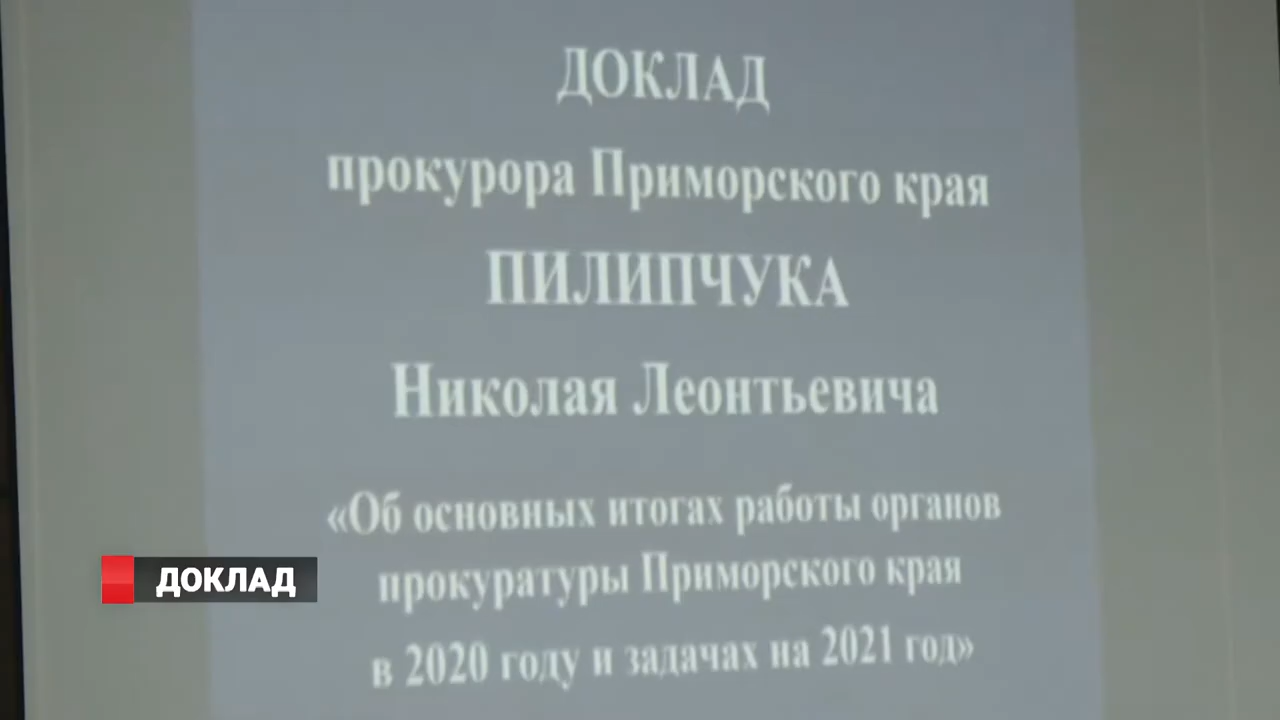 ДОКЛАД
прокурора Приморского края
ПИЛИПЧУКА
Николая Леонтьевича
«Об основных итогах работы органов
прокуратуры Приморского края
в 2020 году и задачах на 2021 год»
ДОКЛАД